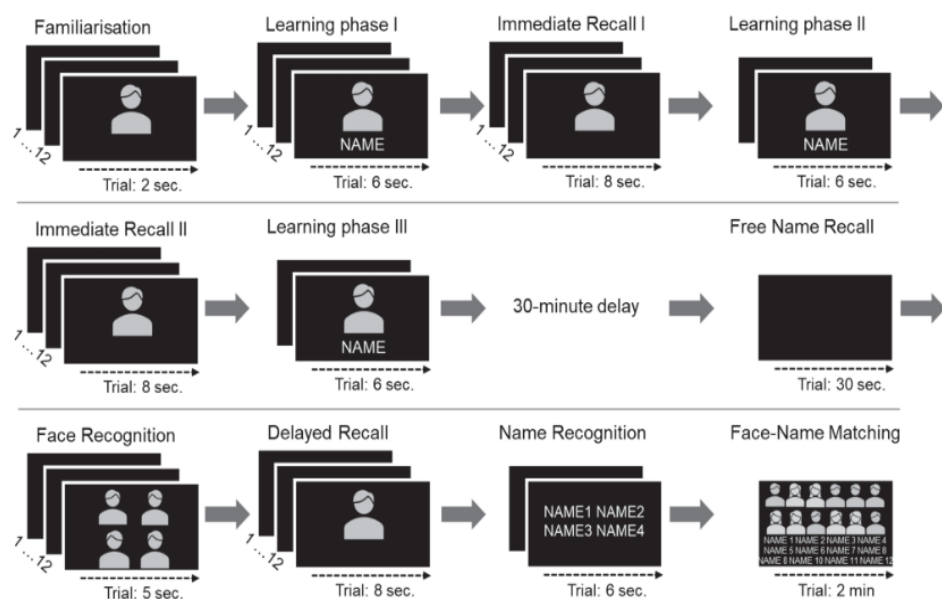 Familiarisation
Learning phase I
Immediate Recall I
Learning phase II
NAME
NAME
1 ... 12
1 ... 12
1 ... 12
Trial: 2 sec.
Trial: 6 sec.
Trial: 8 sec.
Trial: 6 sec.
Immediate Recall II
Learning phase III
Free Name Recall
30-minute delay
NAME
1 ... 12
Trial: 8 sec.
Trial: 6 sec.
Trial: 30 sec.
Face Recognition
Delayed Recall
Name Recognition
Face-Name Matching
NAME1 NAME2
NAME3 NAME4
NAME 1 NAME 2 NAME 3 NAME 4
NAME 5 NAME 6 NAME 7 NAME 8
NAME 8 NAME 10 NAME 11 NAME 12
1 ... 12
1 ... 12
Trial: 5 sec.
Trial: 8 sec.
Trial: 6 sec.
Trial: 2 min